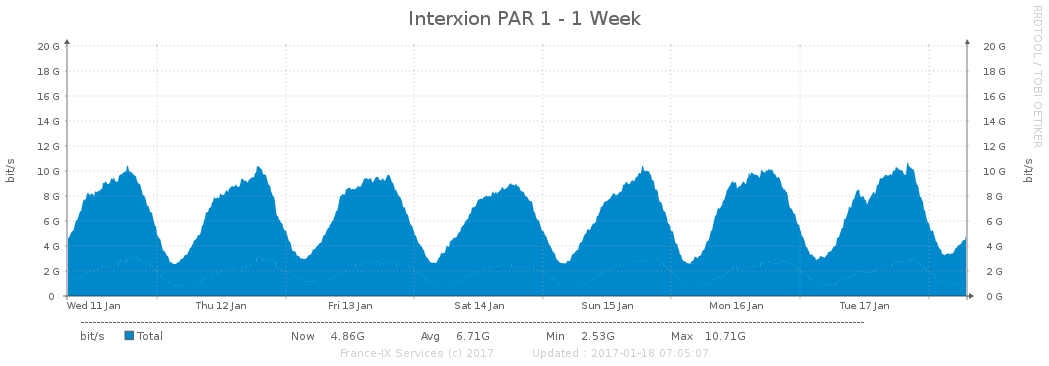 Interxion PAR 1 - 1 Week
RRDTOOL / TOBI OETIKER
20 G 20 G
18 G 18 G
16 G 16 G
14 G 14 G
12 G 12 G
10 G 10 G
8 G 8 G
6 G 6 G
4 G 4 G
2 G 2 G
0 0 G
bit/s bit/s
Wed 11 Jan Thu 12 Jan Fri 13 Jan Sat 14 Jan Sun 15 Jan Mon 16 Jan Tue 17 Jan
bit/s Total Now 4.86G Avg 6.71G Min 2.53G Max 10.71G
France-IX Services (c) 2017 Updated : 2017-01-18 07:05:07